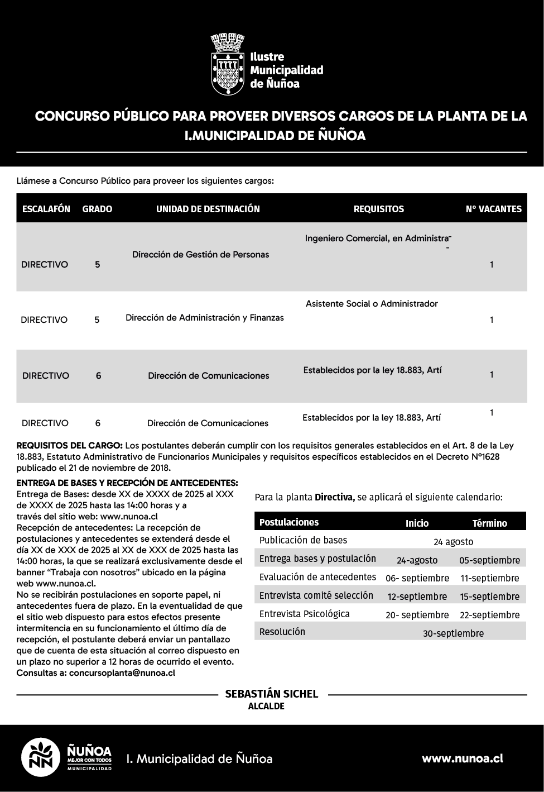 Ilustre
Municipalidad
de Ñuñoa
CONCURSO PÚBLICO PARA PROVEER DIVERSOS CARGOS DE LA PLANTA DE LA
I.MUNICIPALIDAD DE ÑUÑOA
Llámese a Concurso Público para proveer los siguientes cargos:
ESCALAFÓN GRADO UNIDAD DE DESTINACIÓN REQUISITOS N° VACANTES
DIRECTIVO 5 Dirección de Gestión de Personas Ingeniero Comercial, en Administra 1
DIRECTIVO 5 Dirección de Administración y Finanzas Asistente Social o Administrador 1
DIRECTIVO 6 Dirección de Comunicaciones Establecidos por la ley 18.883, Artí 1
DIRECTIVO 6 Dirección de Comunicaciones Establecidos por la ley 18.883, Artí 1
REQUISITOS DEL CARGO: Los postulantes deberán cumplir con los requisitos generales establecidos en el Art. 8 de la Ley
18.883, Estatuto Administrativo de Funcionarios Municipales y requisitos específicos establecidos en el Decreto N°1628
publicado el 21 de noviembre de 2018.
ENTREGA DE BASES Y RECEPCIÓN DE ANTECEDENTES:
Entrega de Bases: desde XX de XXXX de 2025 al XXX
de XXXX de 2025 hasta las 14:00 horas y a
través del sitio web: www.nunoa.cl
Recepción de antecedentes: La recepción de
postulaciones y antecedentes se extenderá desde el
día XX de XXX de 2025 al XX de XXX de 2025 hasta las
14:00 horas, la que se realizará exclusivamente desde el
banner “Trabaja con nosotros” ubicado en la página
web www.nunoa.cl.
No se recibirán postulaciones en soporte papel, ni
antecedentes fuera de plazo. En la eventualidad de que
el sitio web dispuesto para estos efectos presente
intermitencia en su funcionamiento el último día de
recepción, el postulante deberá enviar un pantallazo
que de cuenta de esta situación al correo dispuesto en
un plazo no superior a 12 horas de ocurrido el evento.
Consultas a: concursoplanta@nunoa.cl
Para la planta Directiva, se aplicará el siguiente calendario:
Postulaciones Inicio Término
Publicación de bases 24 agosto
Entrega bases y postulación 24-agosto 05-septiembre
Evaluación de antecedentes 06- septiembre 11-septiembre
Entrevista comité selección 12-septiembre 15-septiembre
Entrevista Psicológica 20- septiembre 22-septiembre
Resolución 30-septiembre
SEBASTIÁN SICHEL
ALCALDE
ÑUÑOA
MEJOR CON TODOS
MUNICIPALIDAD
I. Municipalidad de Ñuñoa
www.nunoa.cl